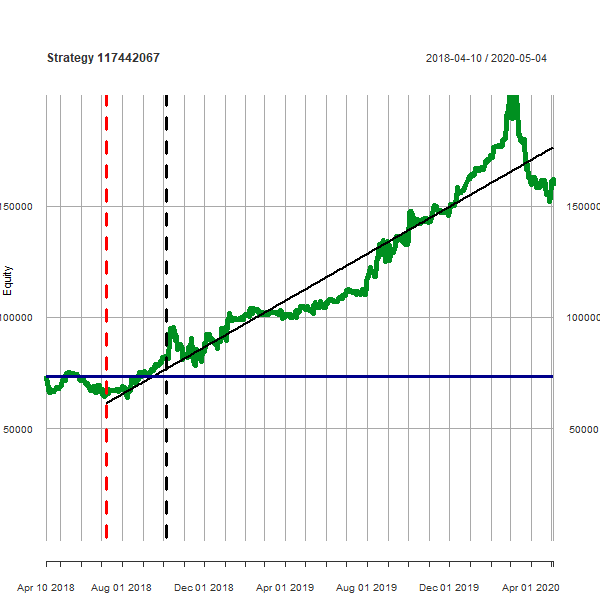 Strategy 117442067
2018-04-10 / 2020-05-04
150000
150000
Equity
100000
100000
50000
50000
Apr 10 2018
Aug 01 2018
Dec 01 2018
Apr 01 2019
Aug 01 2019
Dec 01 2019
Apr 01 2020